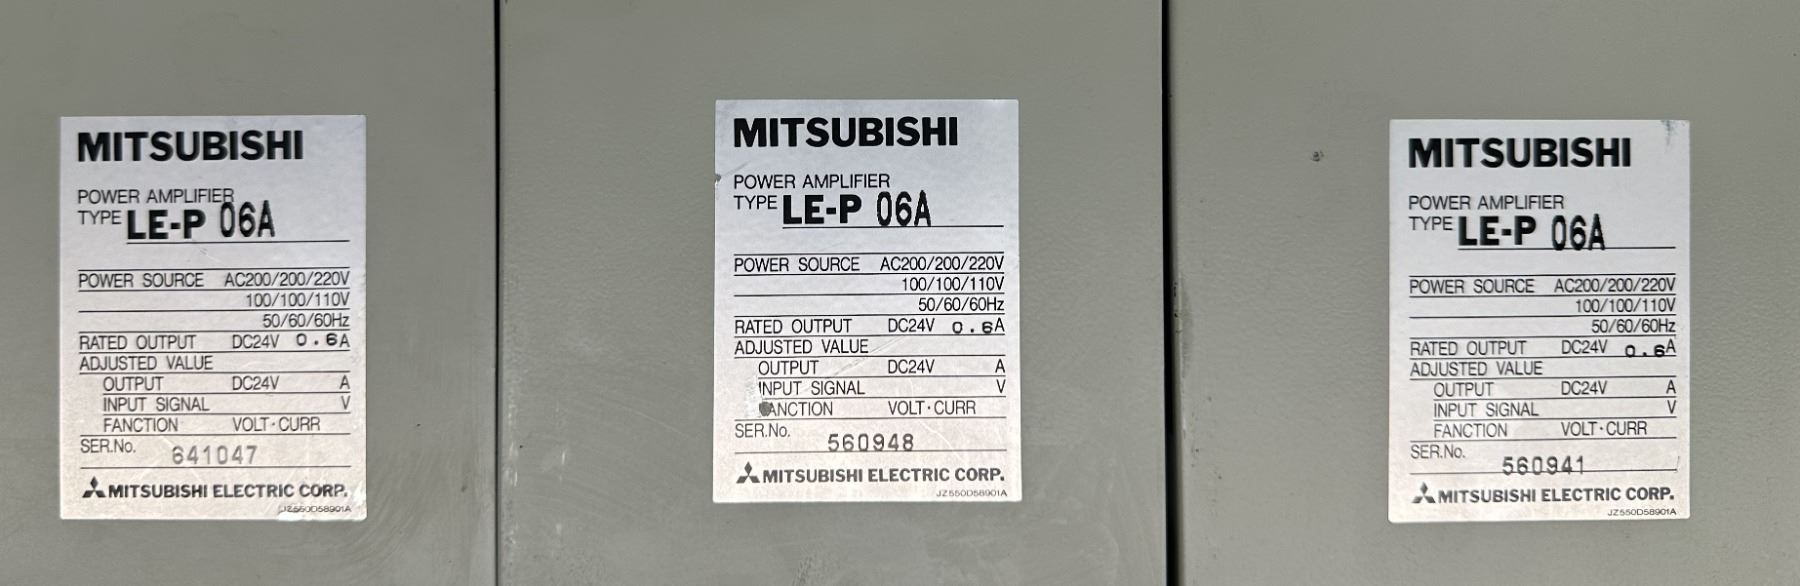 MITSUBISHI
POWER AMPLIFIER
TYPE LE-P 06A
POWER SOURCE AC200/200/220V
100/100/110V
50/60/60Hz
RATED OUTPUT DC24V 0.6A
ADJUSTED VALUE
OUTPUT DC24V A
INPUT SIGNAL V
FANCTION VOLT·CURR
SER.No. 641047
MITSUBISHI ELECTRIC CORP.
JZ550D58901A
MITSUBISHI
POWER AMPLIFIER
TYPE LE-P 06A
POWER SOURCE AC200/200/220V
100/100/110V
50/60/60Hz
RATED OUTPUT DC24V 0.6A
ADJUSTED VALUE
OUTPUT DC24V A
INPUT SIGNAL V
FANCTION VOLT·CURR
SER.No. 560948
MITSUBISHI ELECTRIC CORP.
JZ550D58901A
MITSUBISHI
POWER AMPLIFIER
TYPE LE-P 06A
POWER SOURCE AC200/200/220V
100/100/110V
50/60/60Hz
RATED OUTPUT DC24V 0.6A
ADJUSTED VALUE
OUTPUT DC24V A
INPUT SIGNAL V
FANCTION VOLT·CURR
SER.No. 560941
MITSUBISHI ELECTRIC CORP.
JZ550D58901A